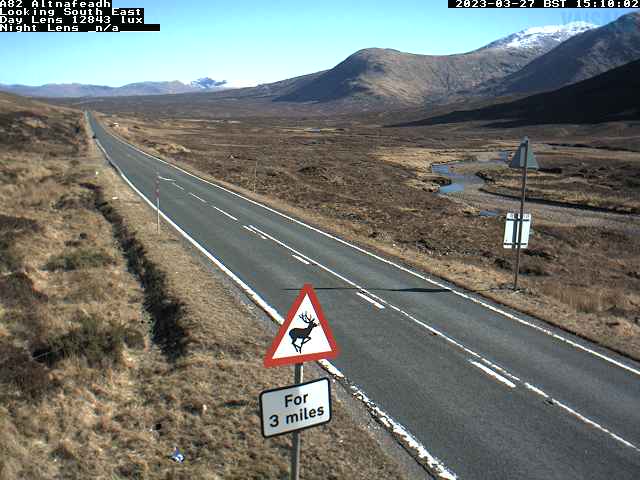 A82 Altnafeadh
Looking South East
Day Lens 12843 lux
Night Lens n/a
2023-03-27 BST 15:10:02
For
3 miles